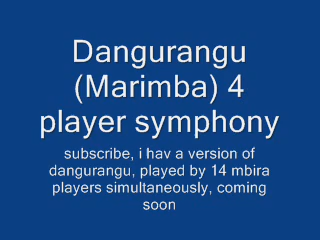 Dangurangu
(Marimba) 4
player symphony
subscribe, i hav a version of
dangurangu, played by 14 mbira
players simultaneously, coming
soon